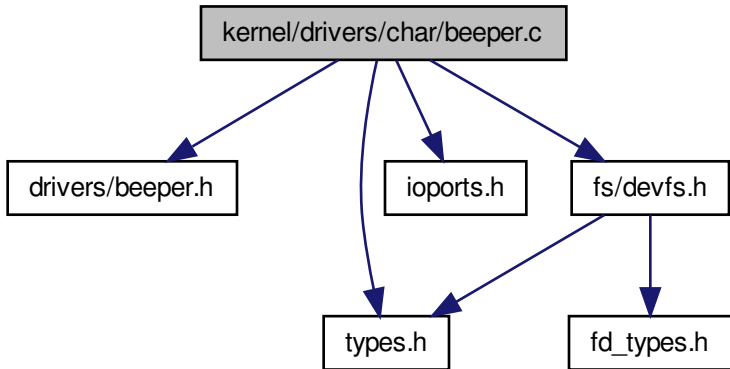 kernel/drivers/char/beeper.c
drivers/beeper.h
ioports.h
fs/devfs.h
types.h
fd_types.h